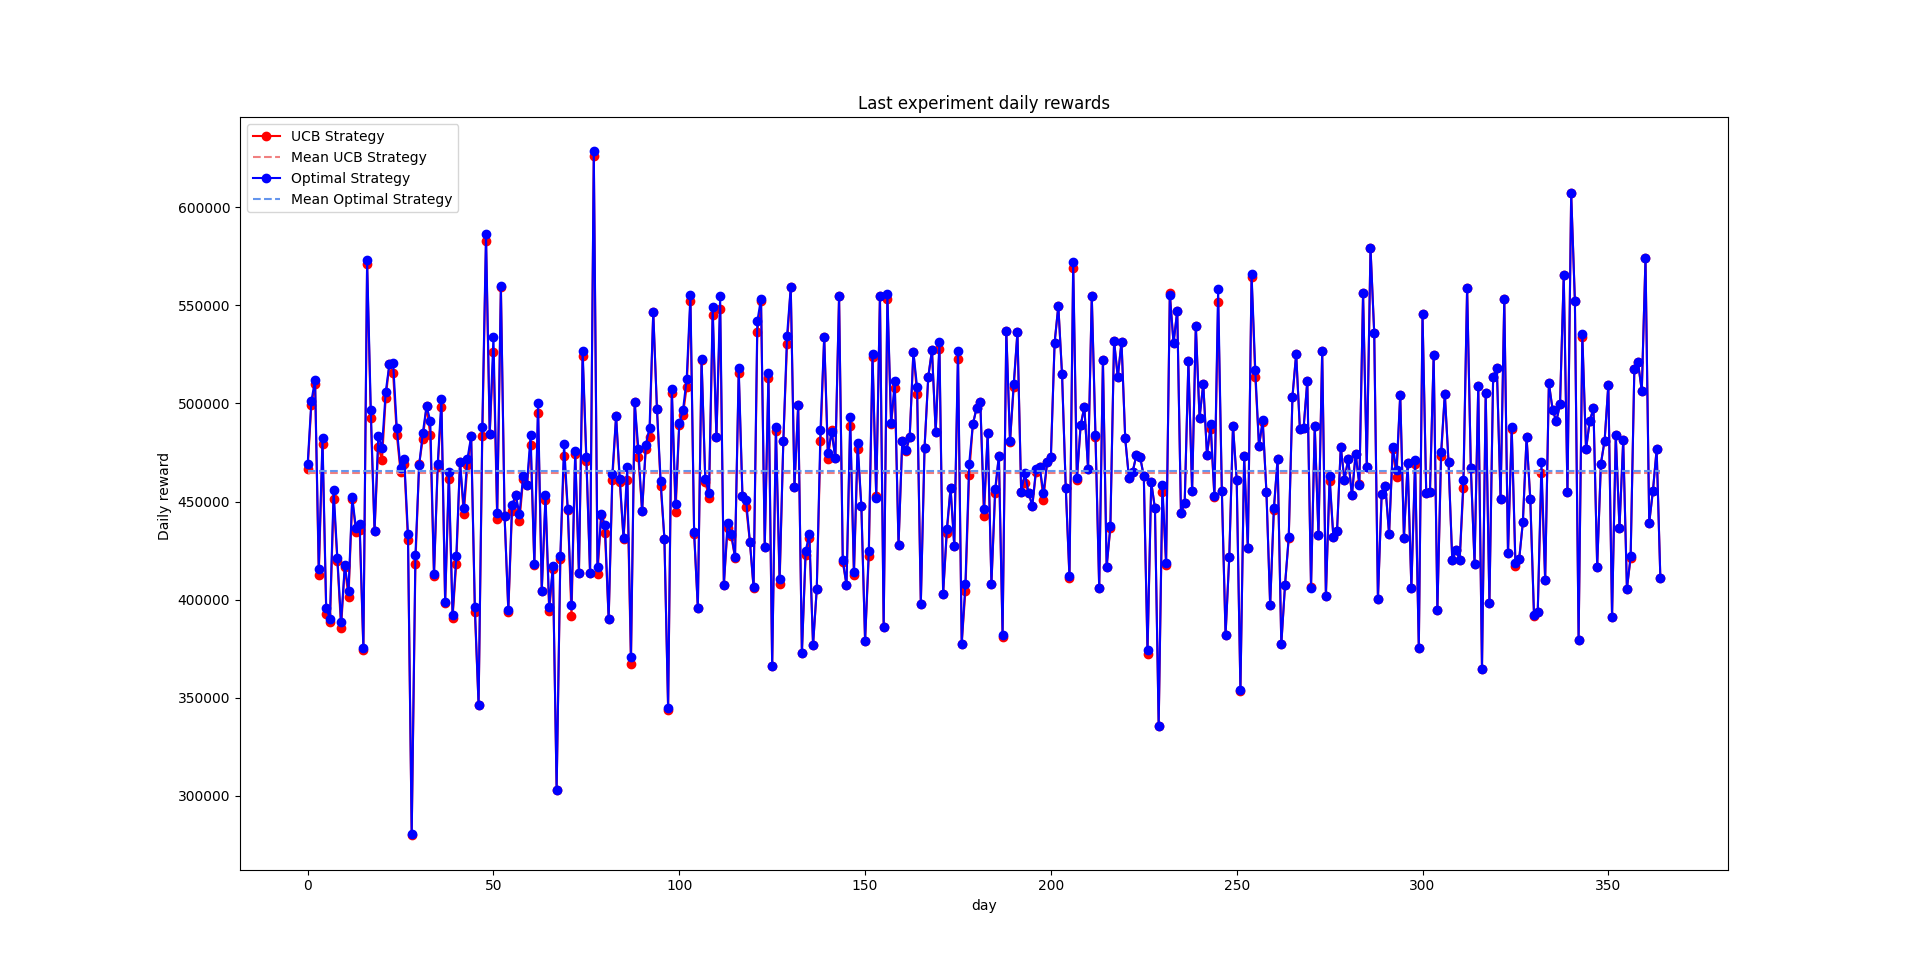 Last experiment daily rewards
UCB Strategy
Mean UCB Strategy
Optimal Strategy
Mean Optimal Strategy
600000
550000
500000
450000
400000
350000
300000
Daily reward
0 50 100 150 200 250 300 350
day